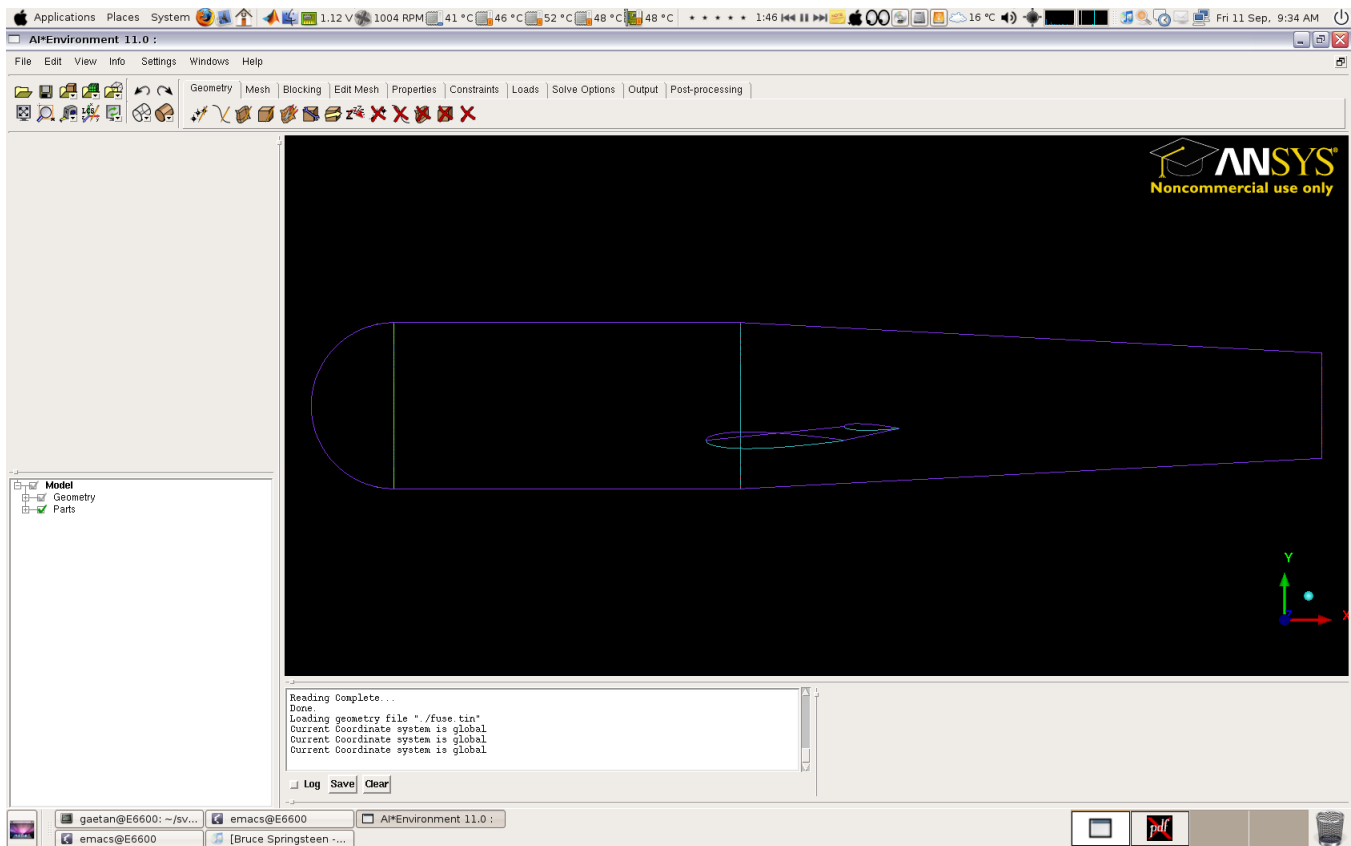 Applications Places System 1.12 V 1004 RPM 41 °C 46 °C 52 °C 48 °C 48 °C 1:46 16 °C Fri 11 Sep, 9:34 AM
AI*Environment 11.0 :
File Edit View Info Settings Windows Help
Geometry Mesh Blocking Edit Mesh Properties Constraints Loads Solve Options Output Post-processing
ANSYS
Noncommercial use only
Model
Geometry
Parts
Y
X
Reading Complete...
Done.
Loading geometry file "./fuse.tin"
Current Coordinate system is global
Current Coordinate system is global
Current Coordinate system is global
Log Save Clear
gaetan@E6600: ~/sv... emacs@E6600 AI*Environment 11.0 :
emacs@E6600 [Bruce Springsteen -...
pdf